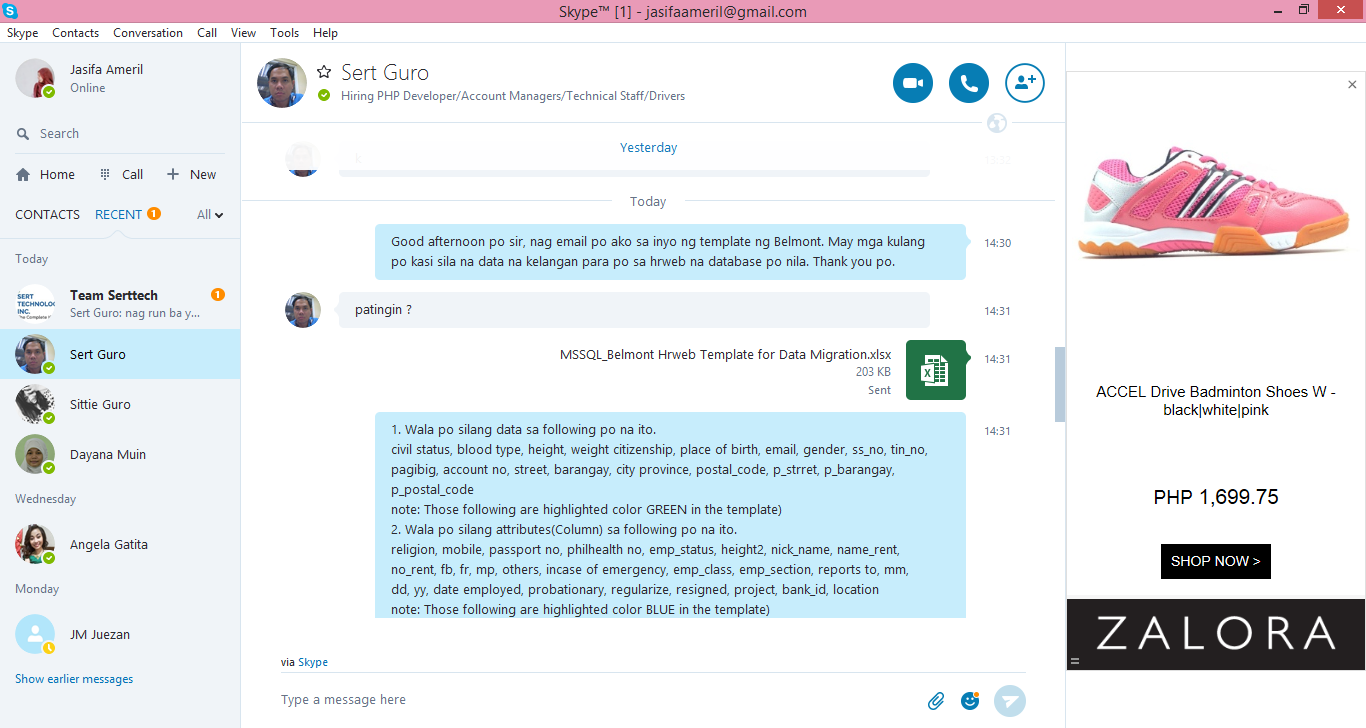 Skype™ [1] - jasifaameril@gmail.com
Skype Contacts Conversation Call View Tools Help
Jasifa Ameril
Online
Search
Home Call New
CONTACTS RECENT 1 All
Today
Team Serttech 1
Sert Guro: nag run ba y...
SERT
TECHNOLOG
INC.
Sert Guro
Sittie Guro
Dayana Muin
Wednesday
Angela Gatita
Monday
JM Juezan
Show earlier messages
Sert Guro
Hiring PHP Developer/Account Managers/Technical Staff/Drivers
Yesterday
Today
Good afternoon po sir, nag email po ako sa inyo ng template ng Belmont. May mga kulang 14:30
po kasi sila na data na kelangan para po sa hrweb na database po nila. Thank you po.
patingin ? 14:31
MSSQL_Belmont Hrweb Template for Data Migration.xlsx 14:31
203 KB
Sent
1. Wala po silang data sa following po na ito. 14:31
civil status, blood type, height, weight citizenship, place of birth, email, gender, ss_no, tin_no,
pagibig, account no, street, barangay, city province, postal_code, p_strret, p_barangay,
p_postal_code
note: Those following are highlighted color GREEN in the template)
2. Wala po silang attributes(Column) sa following po na ito.
religion, mobile, passport no, philhealth no, emp_status, height2, nick_name, name_rent,
no_rent, fb, fr, mp, others, incase of emergency, emp_class, emp_section, reports to, mm,
dd, yy, date employed, probationary, regularize, resigned, project, bank_id, location
note: Those following are highlighted color BLUE in the template)
via Skype
Type a message here
ACCEL Drive Badminton Shoes W -
black|white|pink
PHP 1,699.75
SHOP NOW >
ZALORA